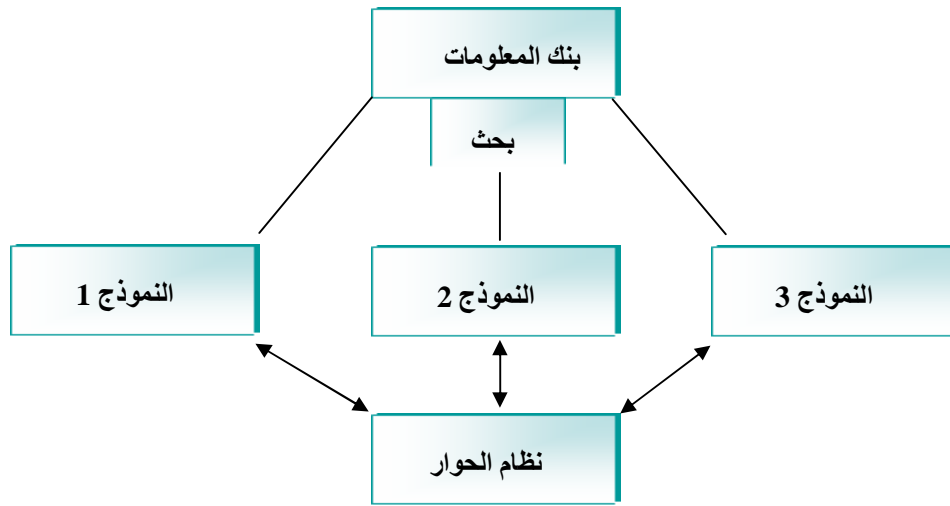 بنك المعلومات
بحث
النموذج 1
النموذج 2
النموذج 3
نظام الحوار